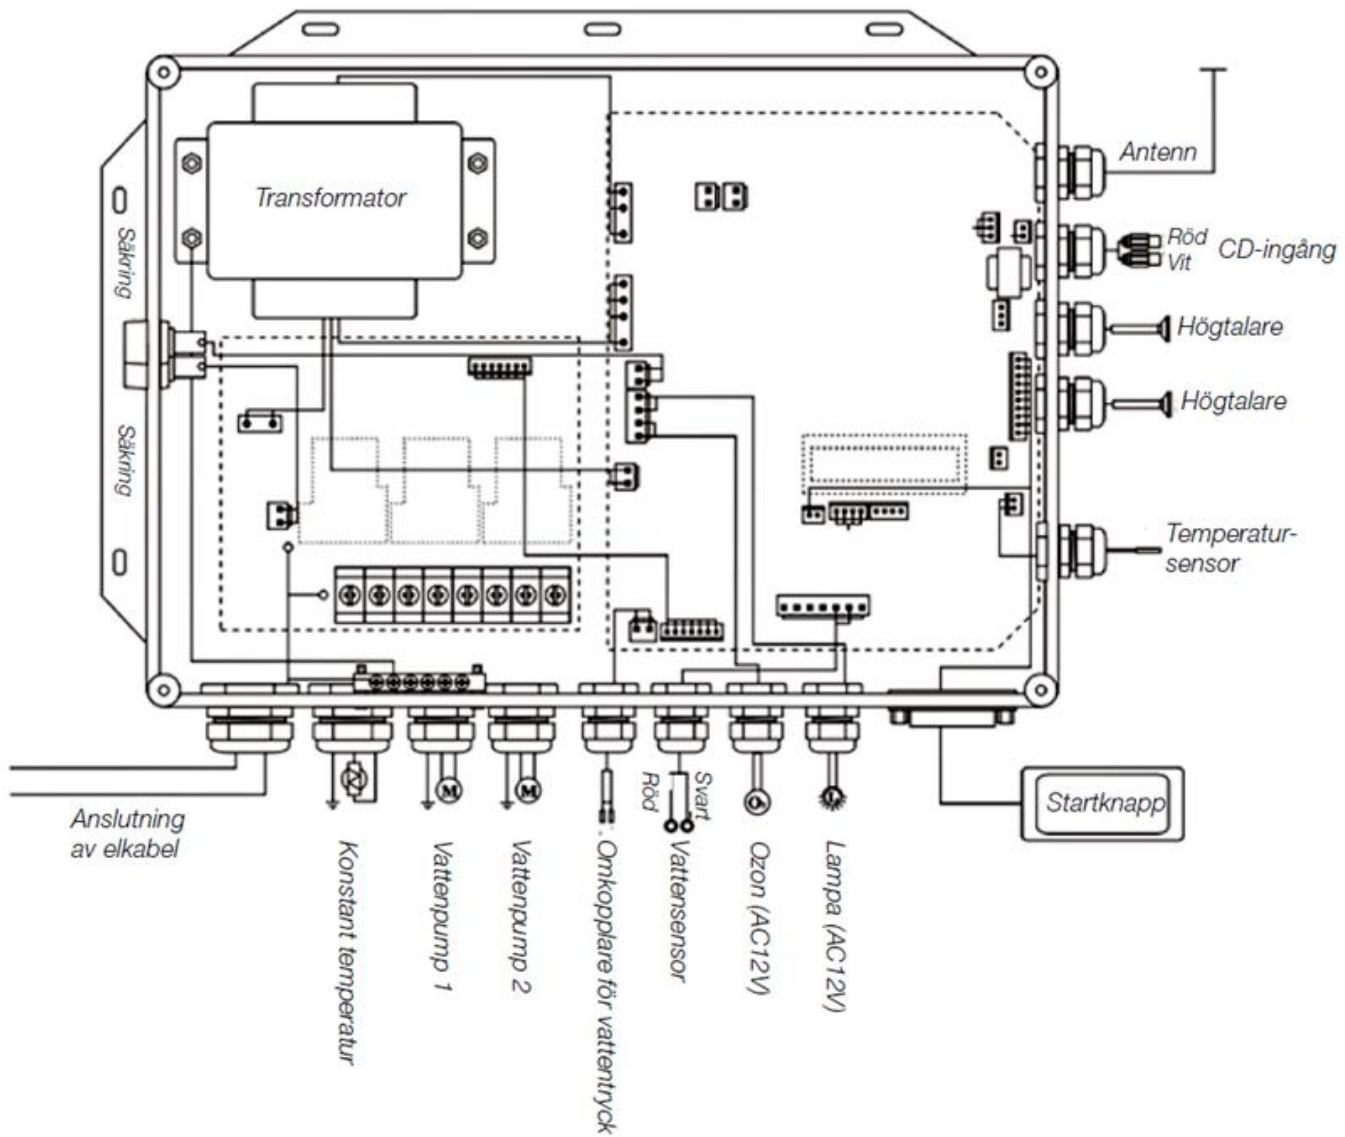 Transformator
Antenn
Röd
Vit
CD-ingång
Säkring
Högtalare
Högtalare
Säkring
Temperatur-
sensor
Anslutning
av elkabel
Konstant temperatur
M
Vattenpump 1
M
Vattenpump 2
Omkopplare för vattentryck
Röd
Svart
Vattensensor
O₃
Ozon (AC12V)
L
Lampa (AC12V)
Startknapp